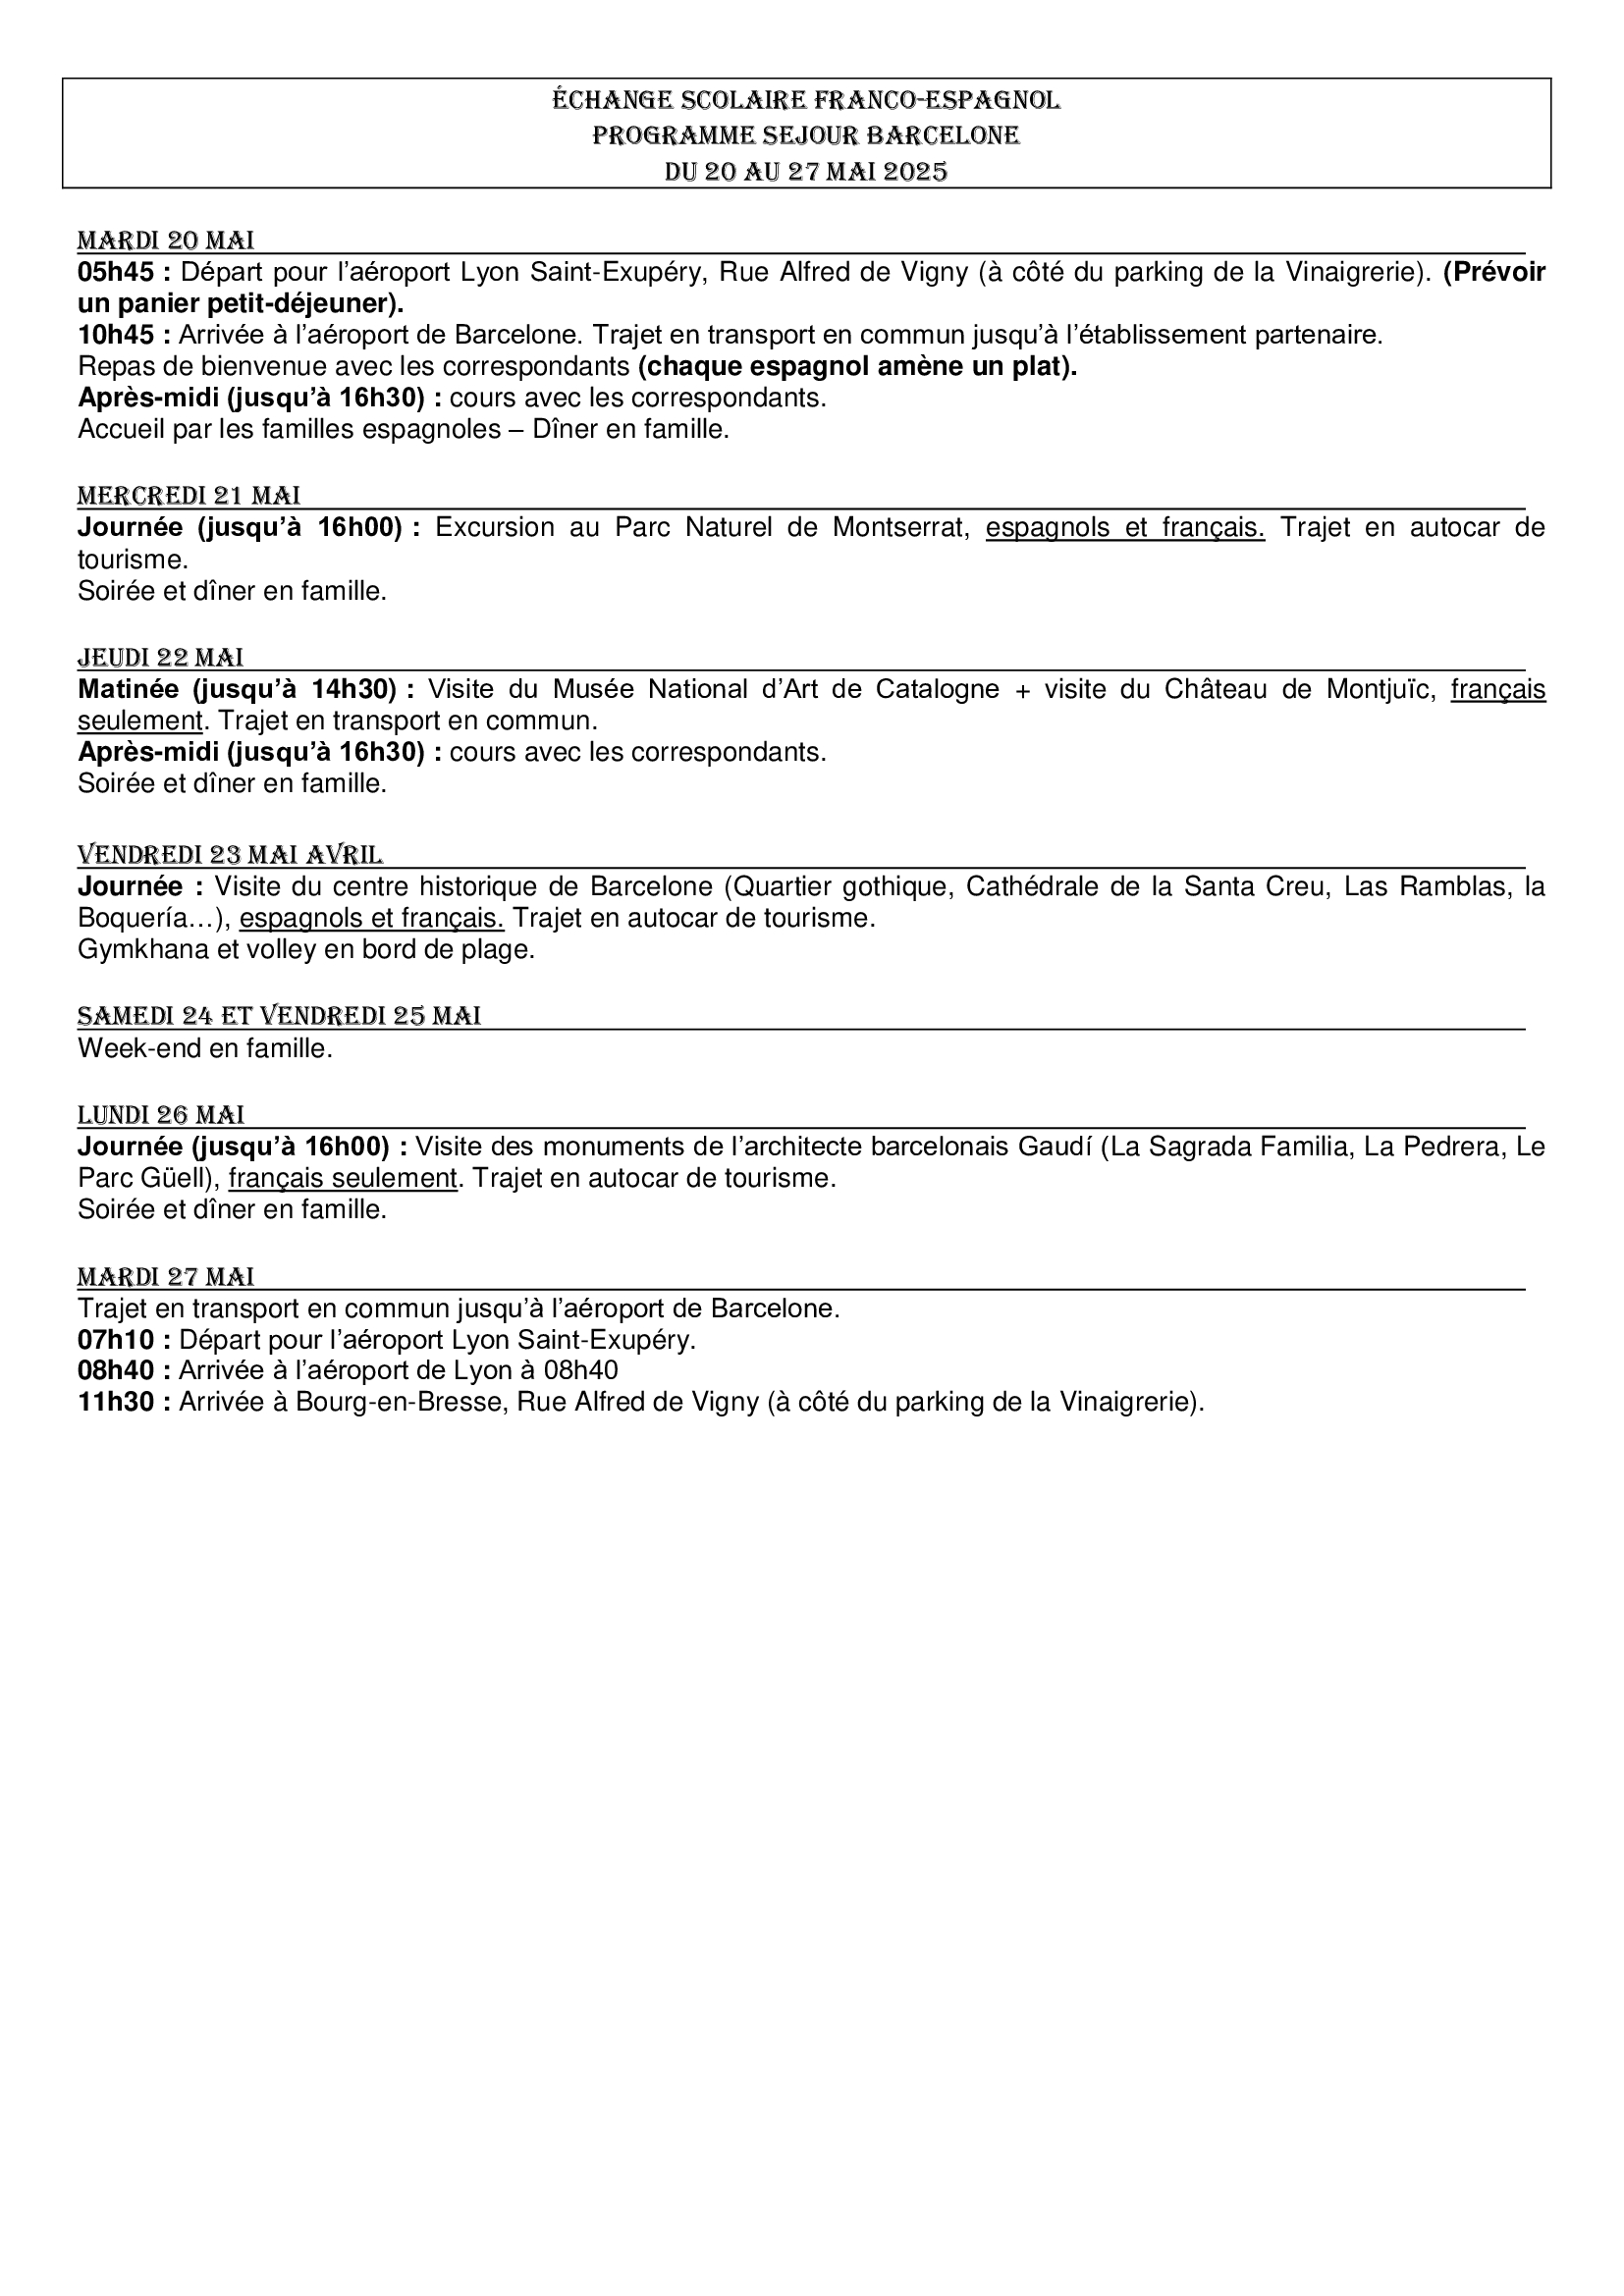 ÉCHANGE SCOLAIRE FRANCO-ESPAGNOL
PROGRAMME SEJOUR BARCELONE
DU 20 AU 27 MAI 2025
MARDI 20 MAI
05h45 : Départ pour l’aéroport Lyon Saint-Exupéry, Rue Alfred de Vigny (à côté du parking de la Vinaigrerie). (Prévoir
un panier petit-déjeuner).
10h45 : Arrivée à l’aéroport de Barcelone. Trajet en transport en commun jusqu’à l’établissement partenaire.
Repas de bienvenue avec les correspondants (chaque espagnol amène un plat).
Après-midi (jusqu’à 16h30) : cours avec les correspondants.
Accueil par les familles espagnoles – Dîner en famille.
MERCREDI 21 MAI
Journée (jusqu’à 16h00) : Excursion au Parc Naturel de Montserrat, espagnols et français. Trajet en autocar de
tourisme.
Soirée et dîner en famille.
JEUDI 22 MAI
Matinée (jusqu’à 14h30) : Visite du Musée National d’Art de Catalogne + visite du Château de Montjuïc, français
seulement. Trajet en transport en commun.
Après-midi (jusqu’à 16h30) : cours avec les correspondants.
Soirée et dîner en famille.
VENDREDI 23 MAI AVRIL
Journée : Visite du centre historique de Barcelone (Quartier gothique, Cathédrale de la Santa Creu, Las Ramblas, la
Boquería…), espagnols et français. Trajet en autocar de tourisme.
Gymkhana et volley en bord de plage.
SAMEDI 24 ET VENDREDI 25 MAI
Week-end en famille.
LUNDI 26 MAI
Journée (jusqu’à 16h00) : Visite des monuments de l’architecte barcelonais Gaudí (La Sagrada Familia, La Pedrera, Le
Parc Güell), français seulement. Trajet en autocar de tourisme.
Soirée et dîner en famille.
MARDI 27 MAI
Trajet en transport en commun jusqu’à l’aéroport de Barcelone.
07h10 : Départ pour l’aéroport Lyon Saint-Exupéry.
08h40 : Arrivée à l’aéroport de Lyon à 08h40
11h30 : Arrivée à Bourg-en-Bresse, Rue Alfred de Vigny (à côté du parking de la Vinaigrerie).